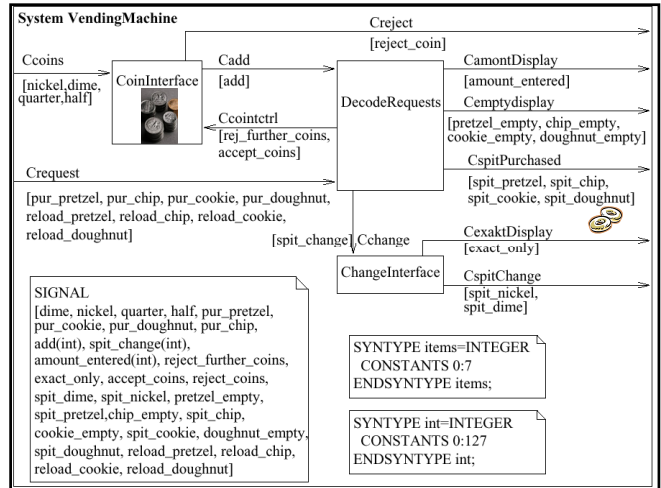 System VendingMachine
Creject
[reject_coin]
Ccoins
[nickel,dime,
quarter,half]
CoinInterface
Cadd
[add]
Ccointctrl
[rej_further_coins,
accept_coins]
DecodeRequests
CamontDisplay
[amount_entered]
Cemptydisplay
[pretzel_empty, chip_empty,
cookie_empty, doughnut_empty]
CspitPurchased
[spit_pretzel, spit_chip,
spit_cookie, spit_doughnut]
Crequest
[pur_pretzel, pur_chip, pur_cookie, pur_doughnut,
reload_pretzel, reload_chip, reload_cookie,
reload_doughnut]
[spit_change] Cchange
ChangeInterface
CexaktDisplay
[exact_only]
CspitChange
[spit_nickel,
spit_dime]
SIGNAL
[dime, nickel, quarter, half, pur_pretzel,
pur_cookie, pur_doughnut, pur_chip,
add(int), spit_change(int),
amount_entered(int), reject_further_coins,
exact_only, accept_coins, reject_coins,
spit_dime, spit_nickel, pretzel_empty,
spit_pretzel,chip_empty, spit_chip,
cookie_empty, spit_cookie, doughnut_empty,
spit_doughnut, reload_pretzel, reload_chip,
reload_cookie, reload_doughnut]
SYNTYPE items=INTEGER
CONSTANTS 0:7
ENDSYNTYPE items;
SYNTYPE int=INTEGER
CONSTANTS 0:127
ENDSYNTYPE int;